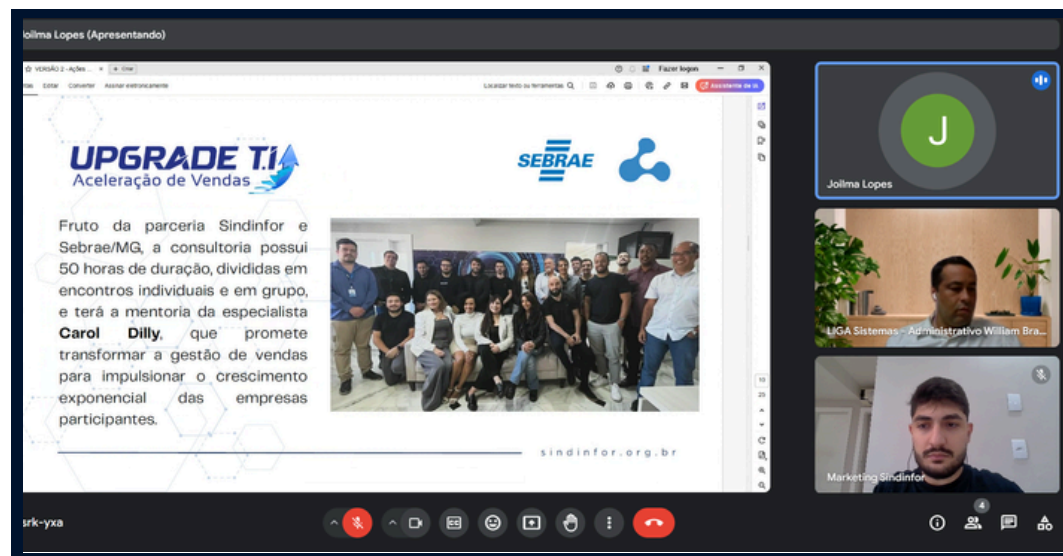 Joilma Lopes (Apresentando)
VERSÃO 2 - Ações ...
+ Criar
Fazer logon
Editar
Converter
Assinar eletronicamente
Localizar texto ou ferramentas
Assistente de IA
UPGRADE T.I
Aceleração de Vendas
SEBRAE
Fruto da parceria Sindinfor e
Sebrae/MG, a consultoria possui
50 horas de duração, divididas em
encontros individuais e em grupo,
e terá a mentoria da especialista
Carol Dilly, que promete
transformar a gestão de vendas
para impulsionar o crescimento
exponencial das empresas
participantes.
sindinfor.org.br
10
25
J
Joilma Lopes
LIGA Sistemas - Administrativo William Bra...
Marketing Sindinfor
srk-yxa
CC
4